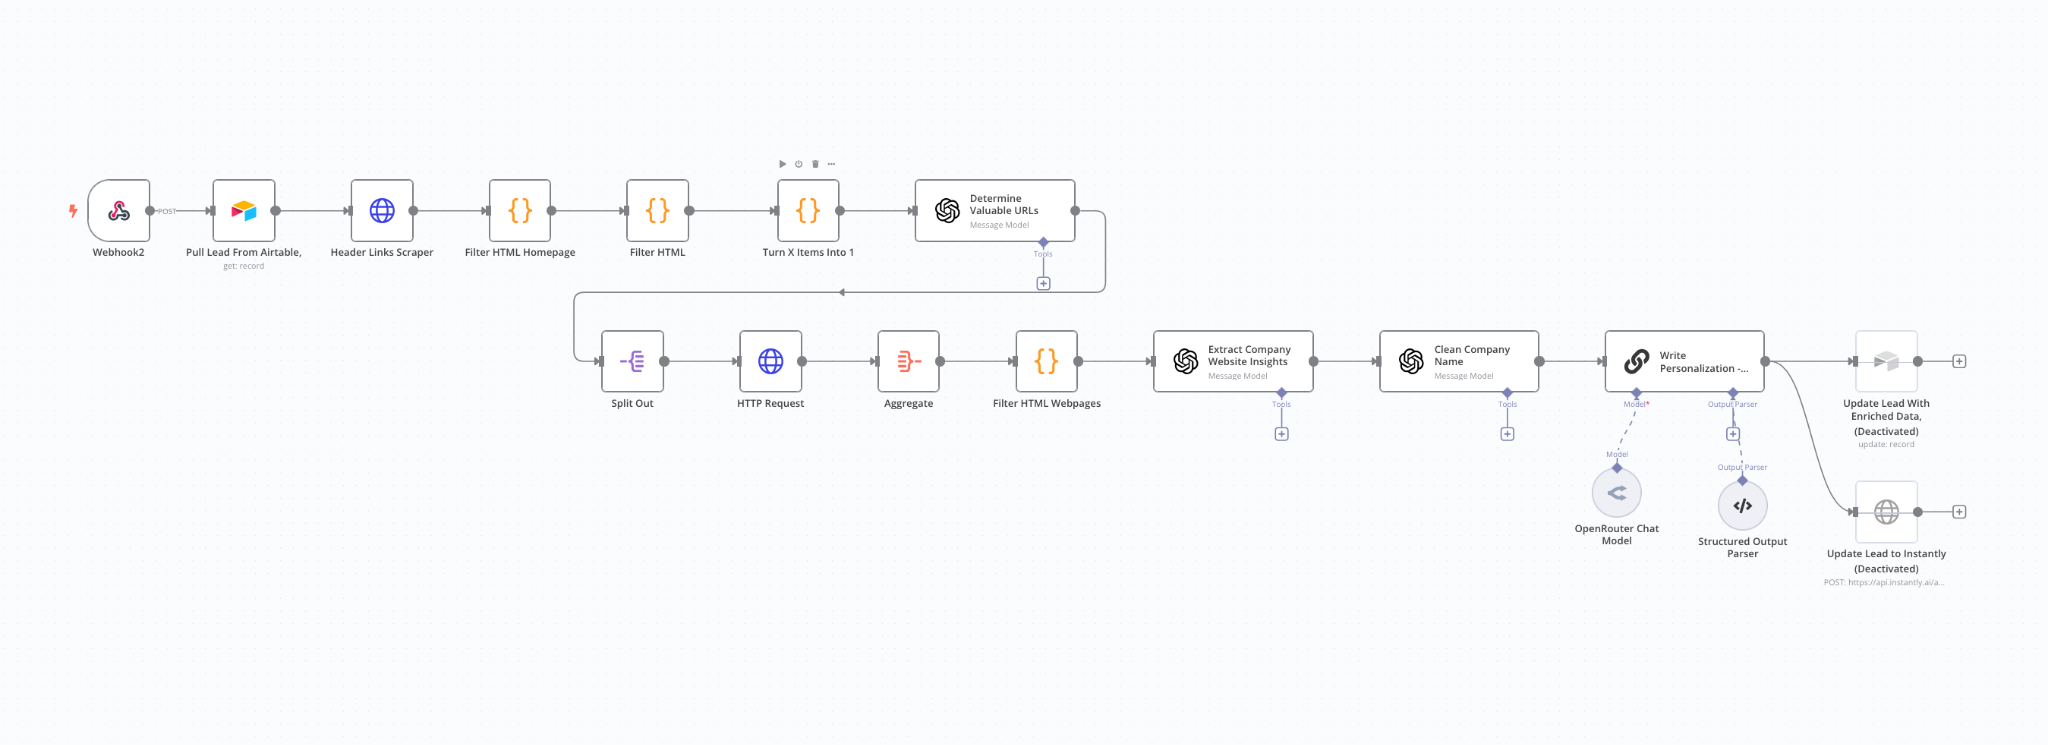 POST
Webhook2
Pull Lead From Airtable,
get: record
Header Links Scraper
Filter HTML Homepage
Filter HTML
Turn X Items Into 1
Determine
Valuable URLs
Message Model
Tools
Split Out
HTTP Request
Aggregate
Filter HTML Webpages
Extract Company
Website Insights
Message Model
Tools
Clean Company
Name
Message Model
Tools
Write
Personalization -...
Model*
Output Parser
Model
OpenRouter Chat
Model
Output Parser
Structured Output
Parser
Update Lead With
Enriched Data,
(Deactivated)
update: record
Update Lead to Instantly
(Deactivated)
POST: https://api.instantly.ai/a...